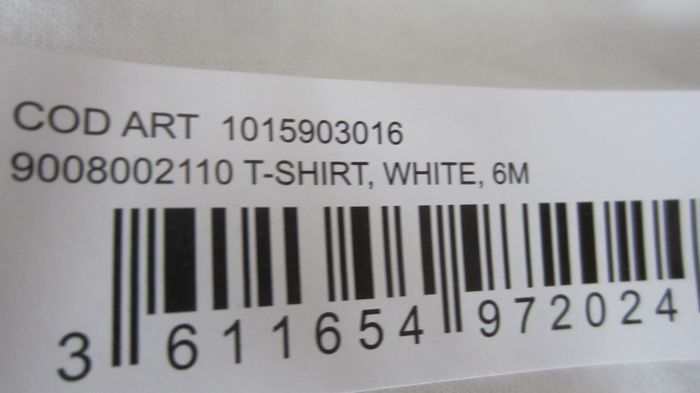 COD ART 1015903016
9008002110 T-SHIRT, WHITE, 6M
3 611654 972024